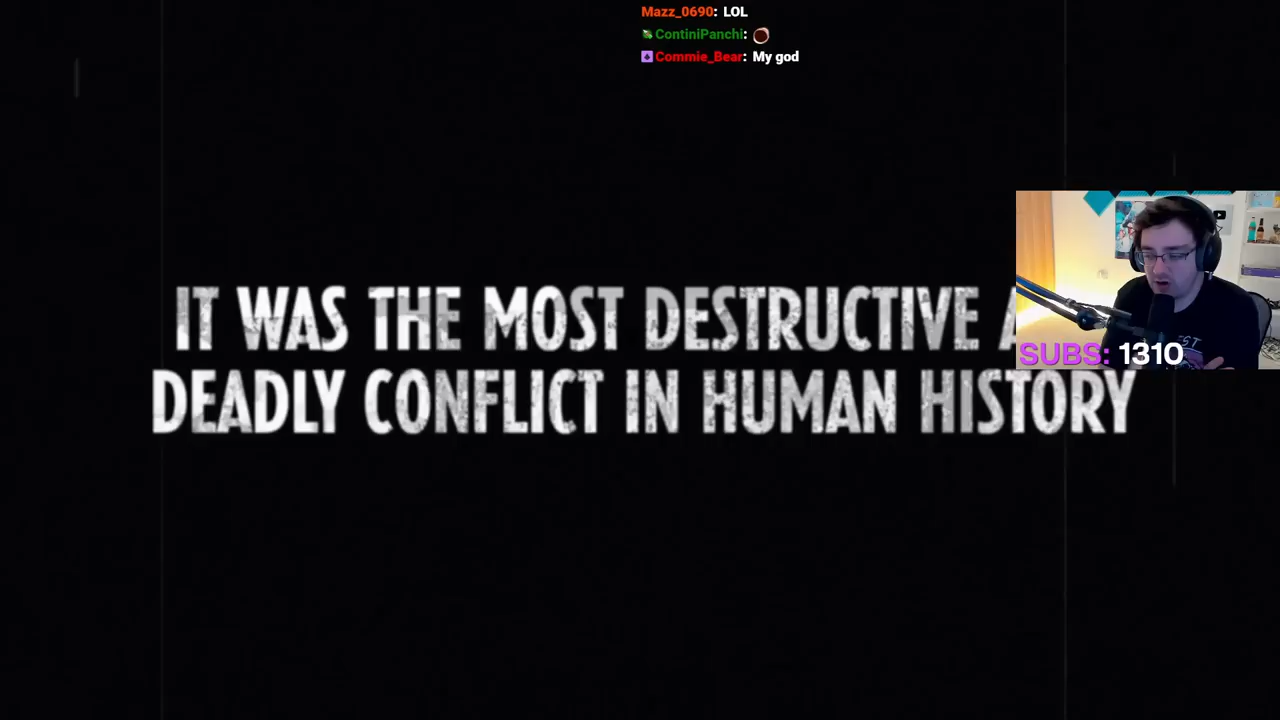 Mazz_0690: LOL
ContiniPanchi:
Commie_Bear: My god
IT WAS THE MOST DESTRUCTIVE
DEADLY CONFLICT IN HUMAN HISTORY
SUBS: 1310